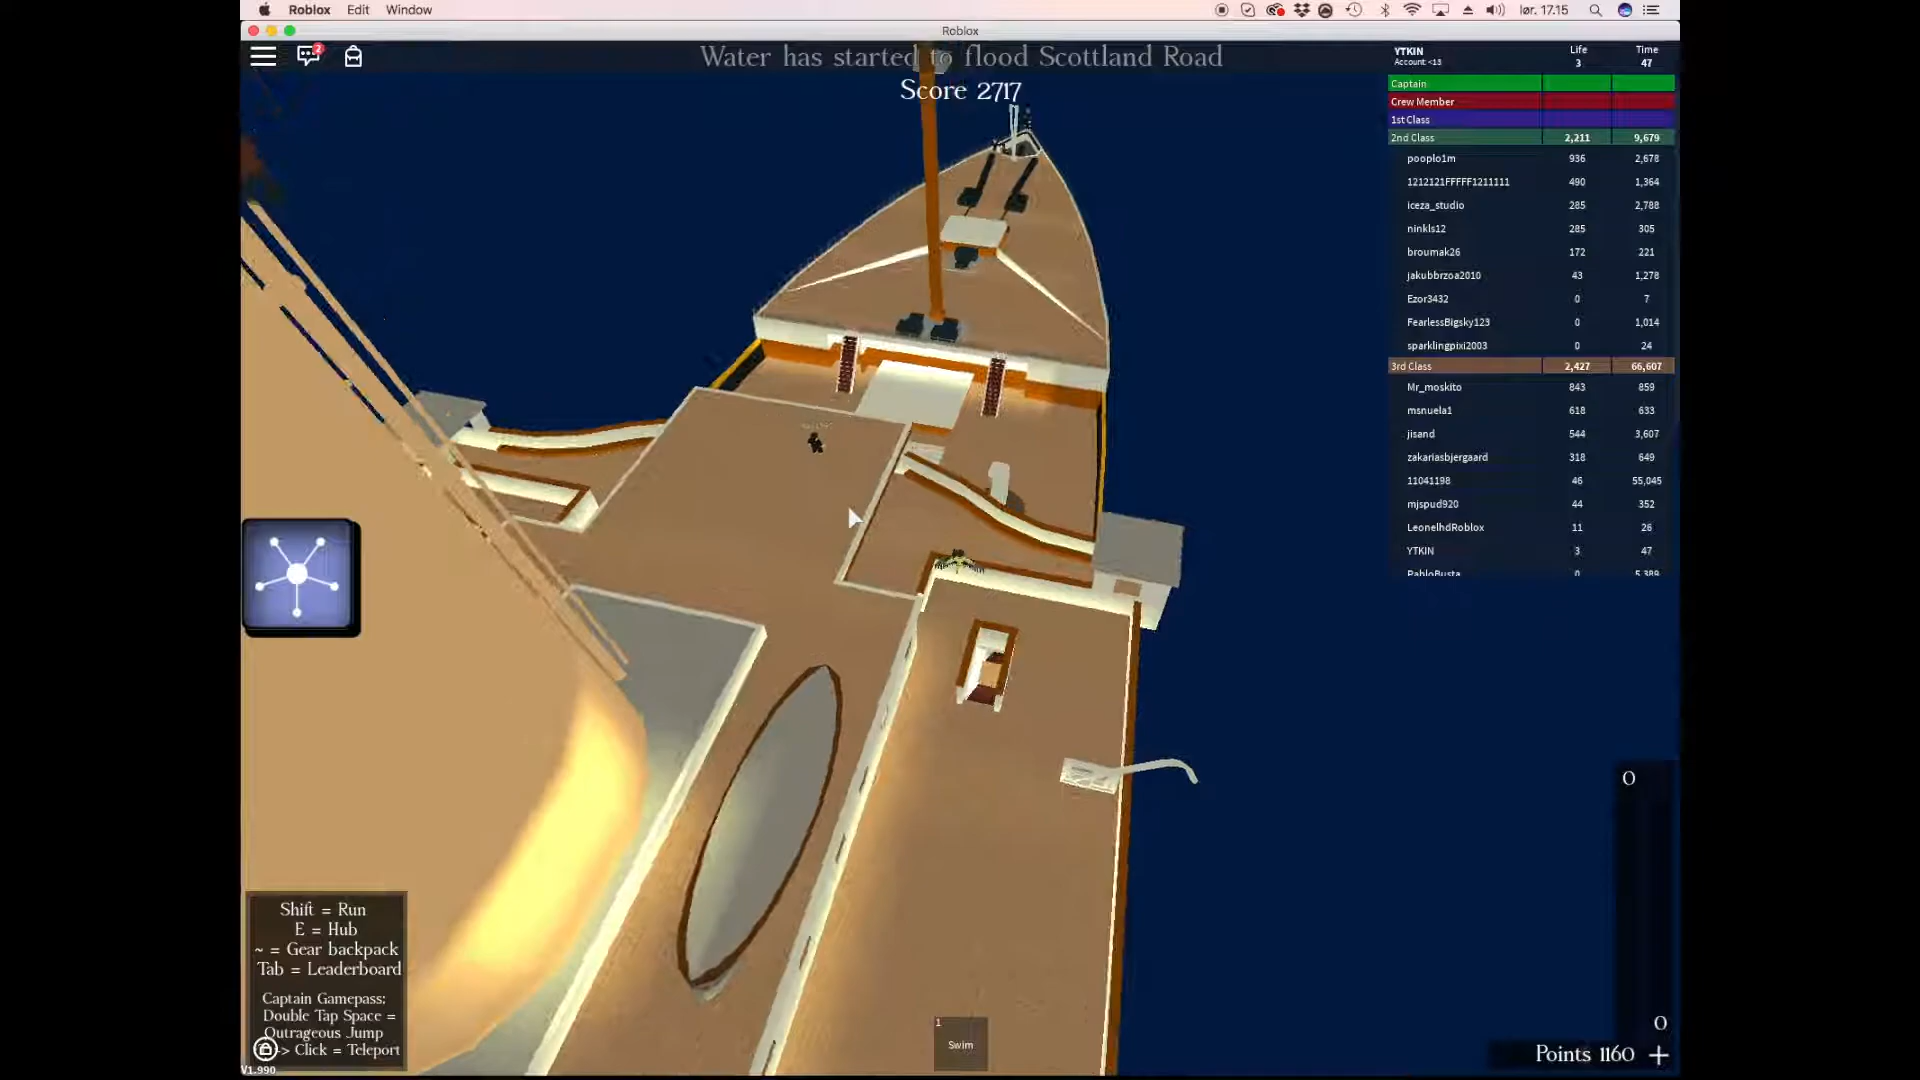 Roblox Edit Window
lør. 17.15
Roblox
2
Water has started to flood Scottland Road
Score 2717
YTKIN Life Time
Account: <13 3 47
Captain
Crew Member
1st Class
2nd Class 2,211 9,679
pooplo1m 936 2,678
1212121FFFFF1211111 490 1,364
iceza_studio 285 2,788
ninkls12 285 305
broumak26 172 221
jakubbrzoa2010 43 1,278
Ezor3432 0 7
FearlessBigsky123 0 1,014
sparklingpixi2003 0 24
3rd Class 2,427 66,607
Mr_moskito 843 859
msnuela1 618 633
jisand 544 3,607
zakariasbjergaard 318 649
11041198 46 55,045
mjspud920 44 352
LeonelhdRoblox 11 26
YTKIN 3 47
PabloBusta 0 5,389
Shift = Run
E = Hub
~ = Gear backpack
Tab = Leaderboard
Captain Gamepass:
Double Tap Space =
Outrageous Jump
-> Click = Teleport
V1.990
1
Swim
0
0
Points 1160 +